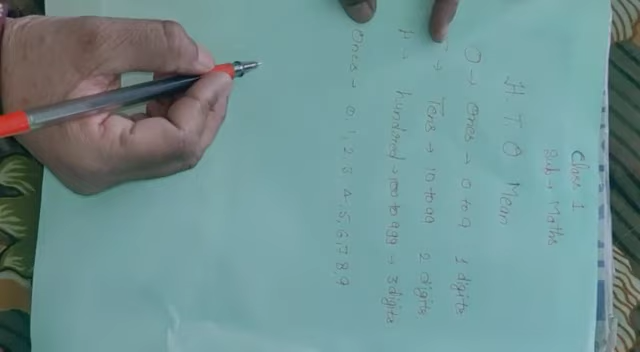 Class 1
Sub → Maths
H T O Mean
O → ones → 0 to 9 1 digits
T → Tens → 10 to 99 2 digits
H → hundered → 100 to 999 → 3 digits
Ones → 0, 1, 2, 3, 4, 5, 6, 7, 8, 9